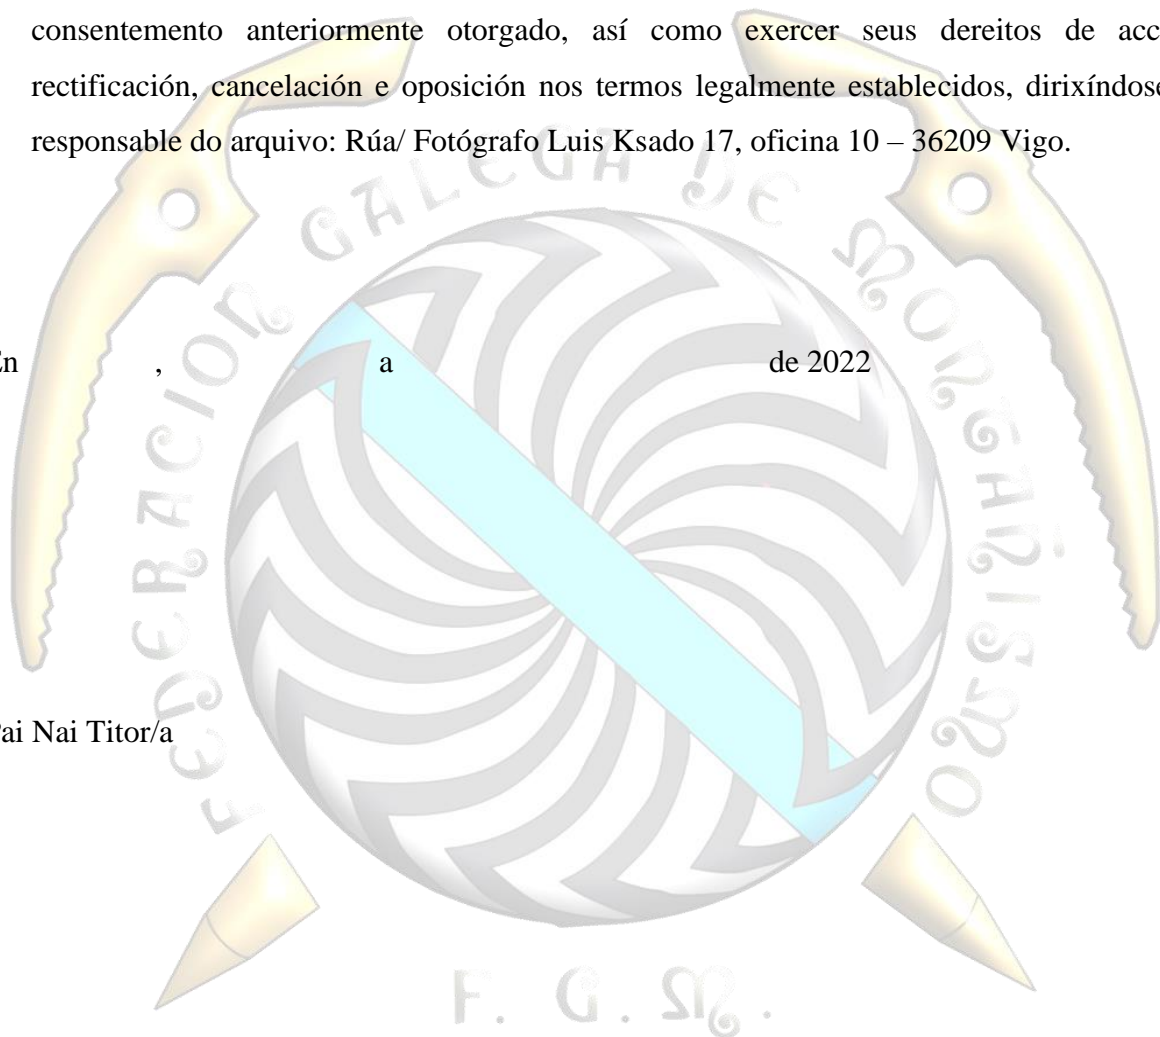 consentemento anteriormente otorgado, así como exercer seus dereitos de acc
rectificación, cancelación e oposición nos termos legalmente establecidos, dirixíndose
responsable do arquivo: Rúa/ Fotógrafo Luis Ksado 17, oficina 10 – 36209 Vigo.
FEDERACION GALEGA DE MONTAÑISMO
En , a de 2022
Pai Nai Titor/a
F. G. M.